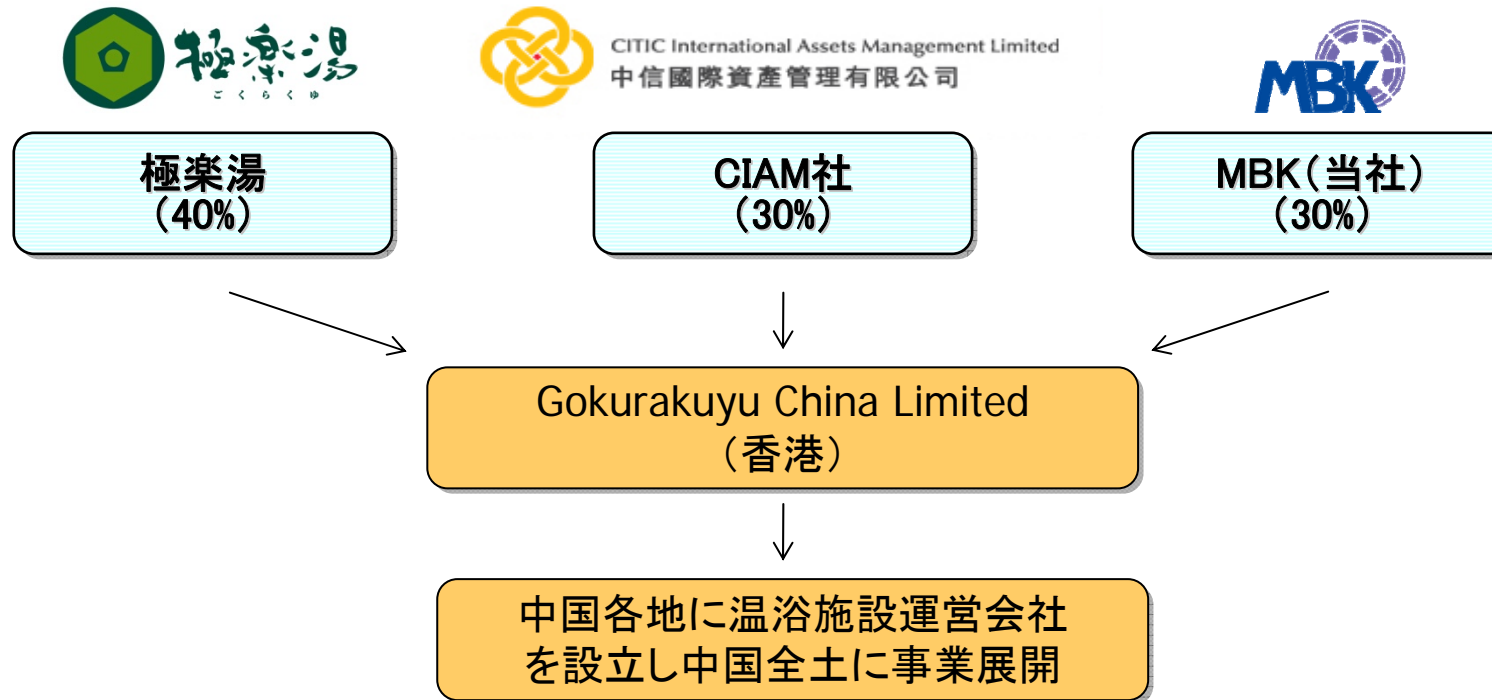 極楽湯
ごくらくゆ
CITIC International Assets Management Limited
中信國際資產管理有限公司
MBK
極楽湯
（40%）
CIAM社
（30%）
MBK（当社）
（30%）
Gokurakuyu China Limited
（香港）
中国各地に温浴施設運営会社
を設立し中国全土に事業展開